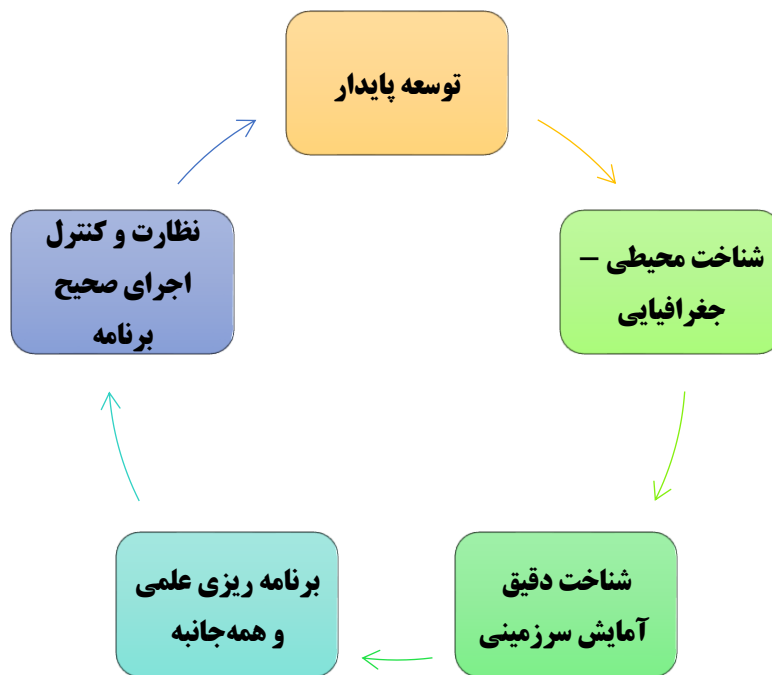 توسعه پایدار
شناخت محیطی –
جغرافیایی
شناخت دقیق
آمایش سرزمینی
برنامه ریزی علمی
و همه‌جانبه
نظارت و کنترل
اجرای صحیح
برنامه